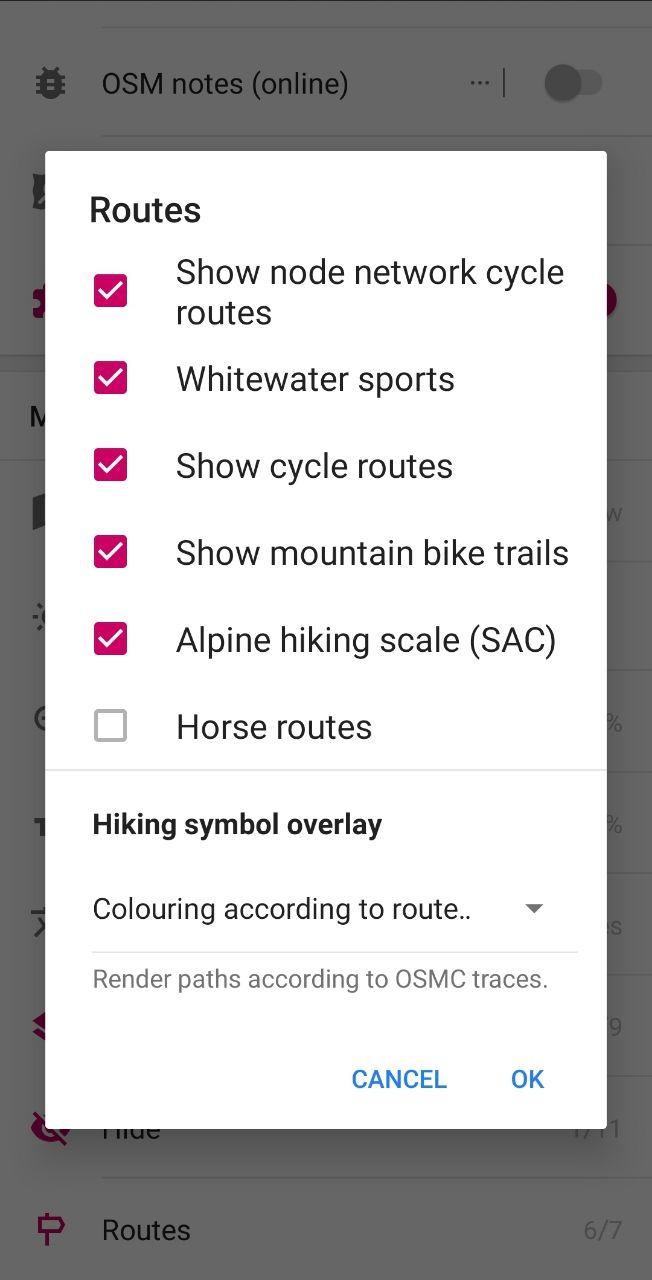 OSM notes (online)
Routes
Show node network cycle
routes
Whitewater sports
Show cycle routes
Show mountain bike trails
Alpine hiking scale (SAC)
Horse routes
Hiking symbol overlay
Colouring according to route..
Render paths according to OSMC traces.
CANCEL OK
Hide 1/11
Routes 6/7